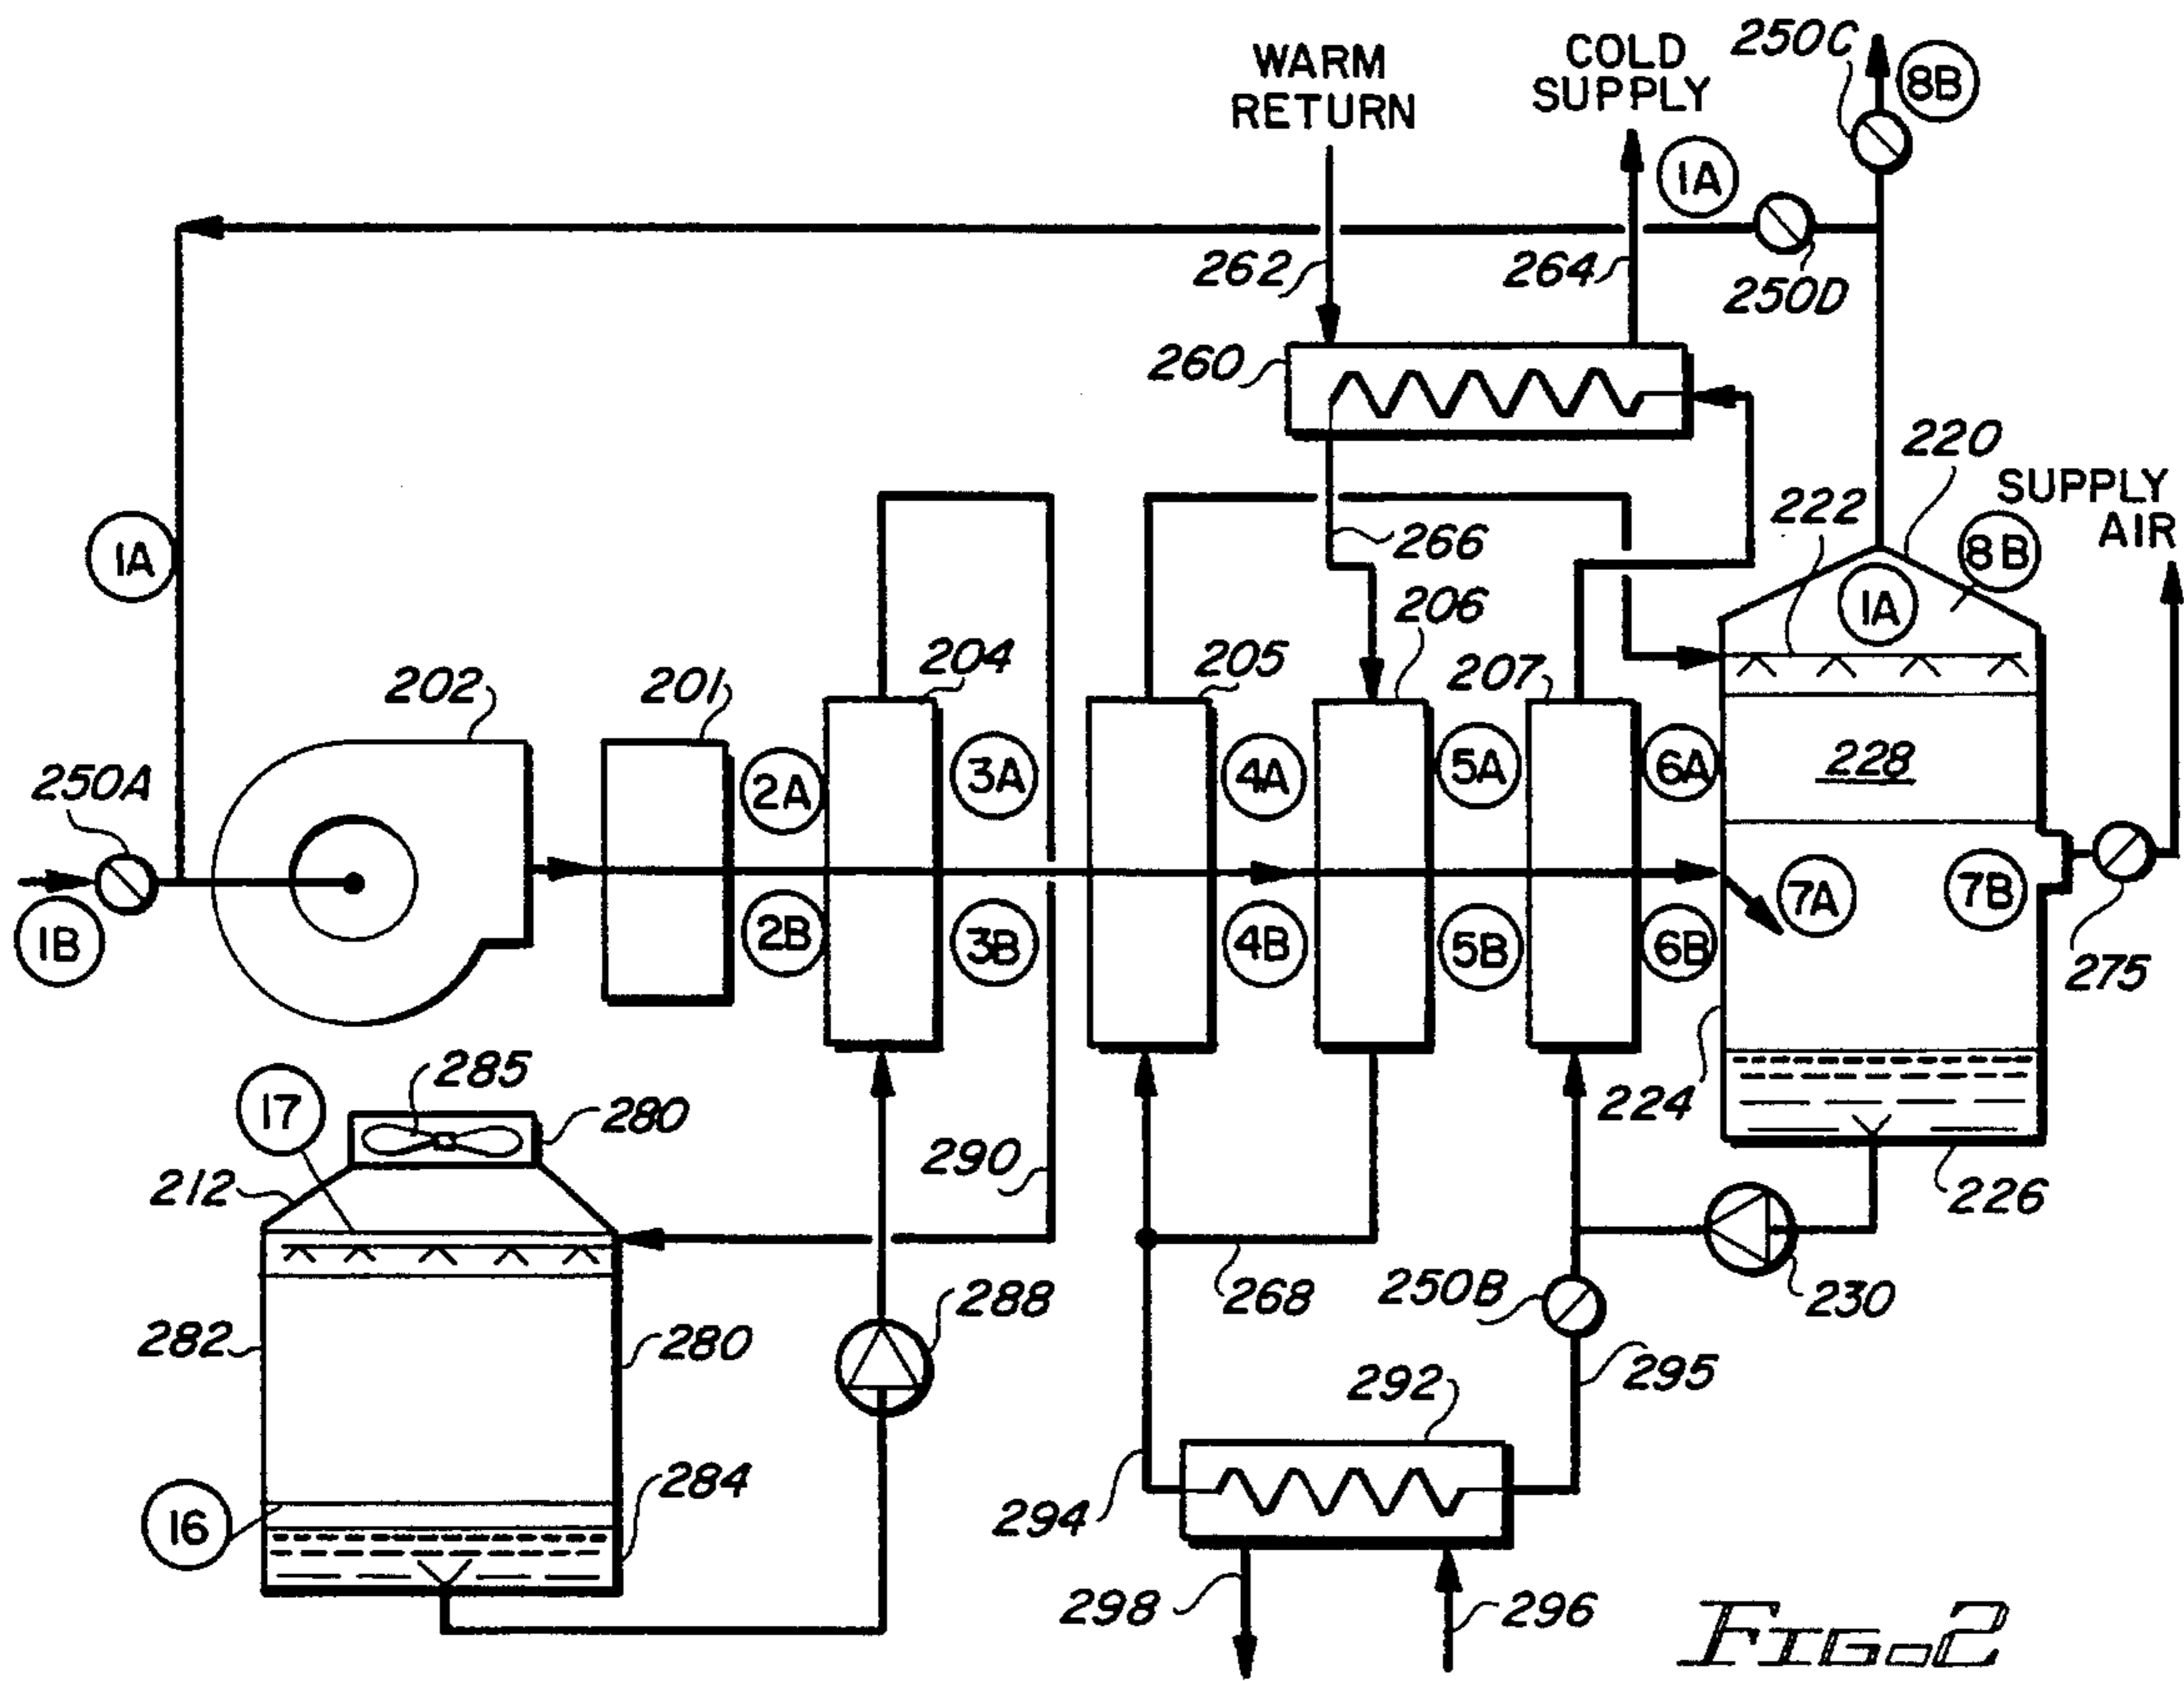 250C
8B
WARM
RETURN
COLD
SUPPLY
1A
262
264
250D
260
220
SUPPLY
AIR
222
8B
1A
1A
266
206
202
201
204
205
207
228
250A
2A
3A
4A
5A
6A
7A
7B
1B
2B
3B
4B
5B
6B
275
17
285
280
224
212
290
226
268
250B
230
288
282
280
292
295
284
16
294
298
296
FIG. 2